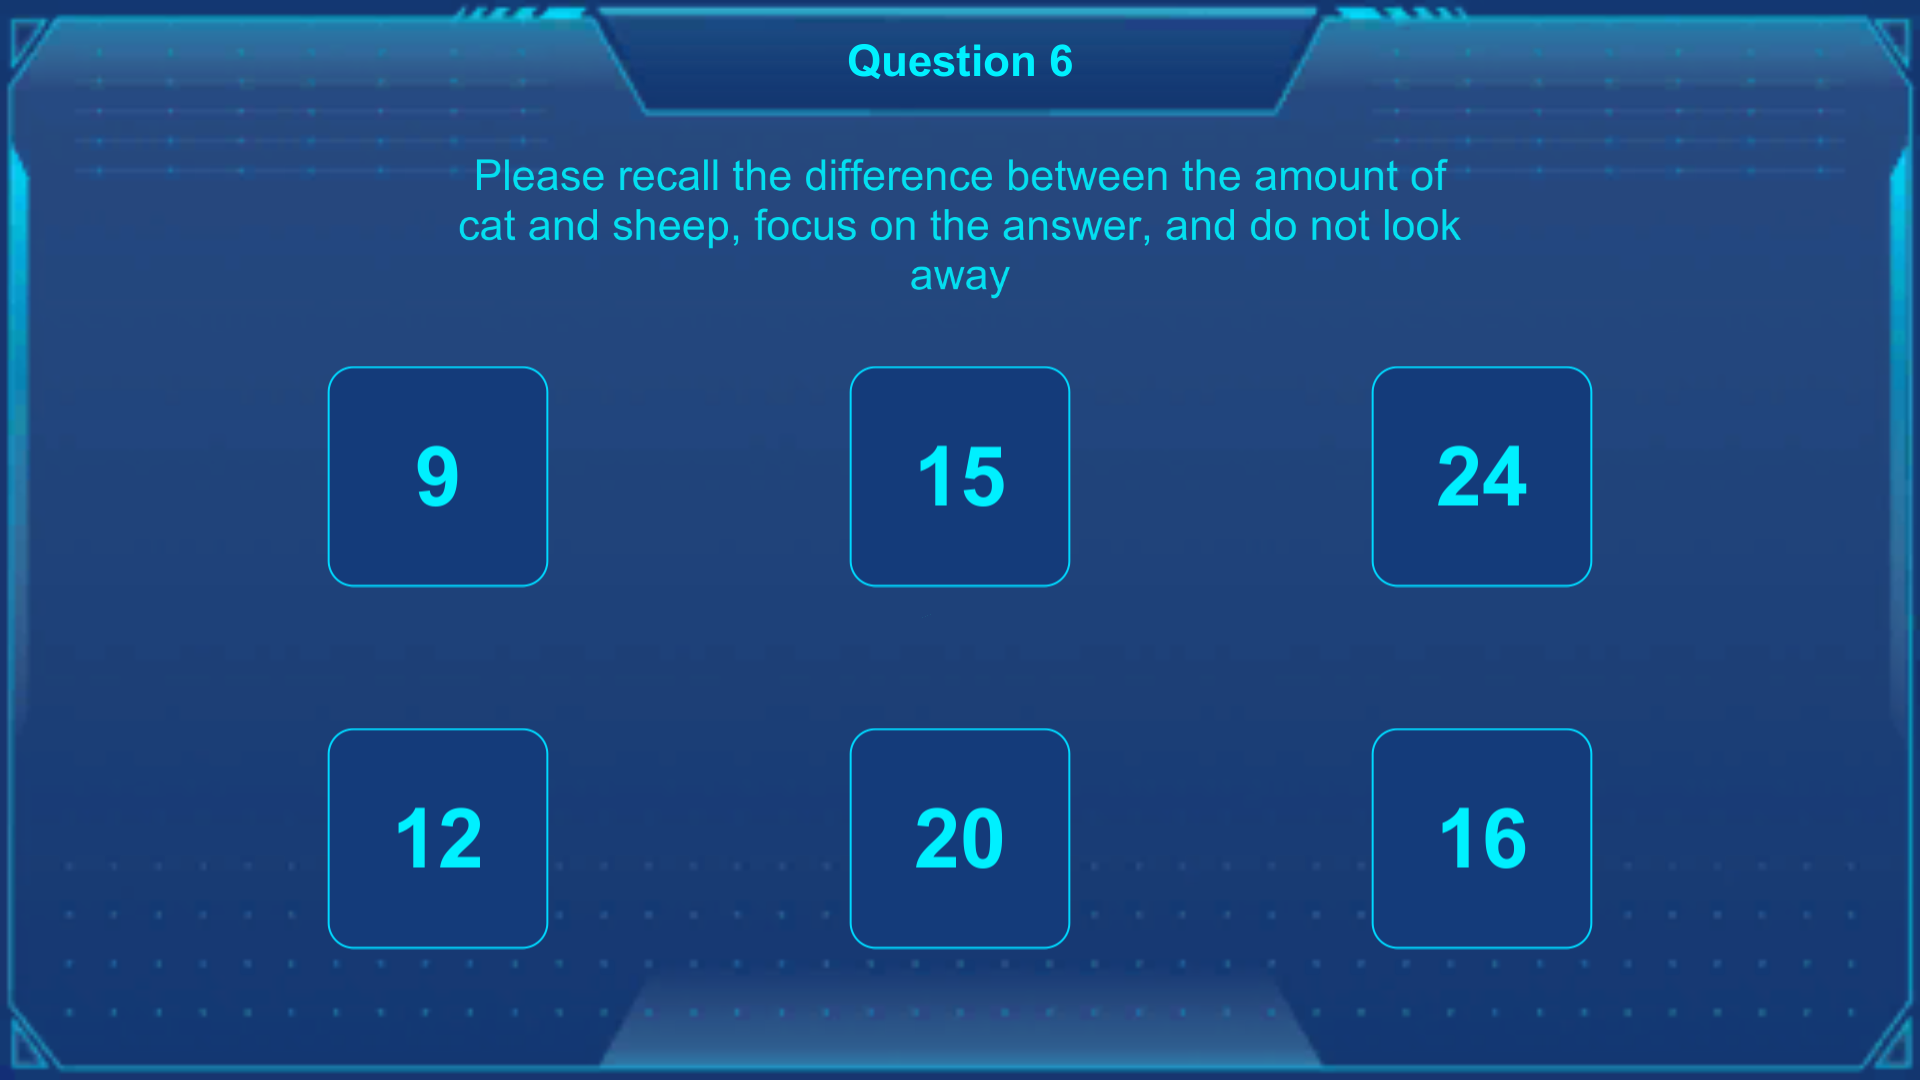 Question 6
Please recall the difference between the amount of
cat and sheep, focus on the answer, and do not look
away
9 15 24
12 20 16